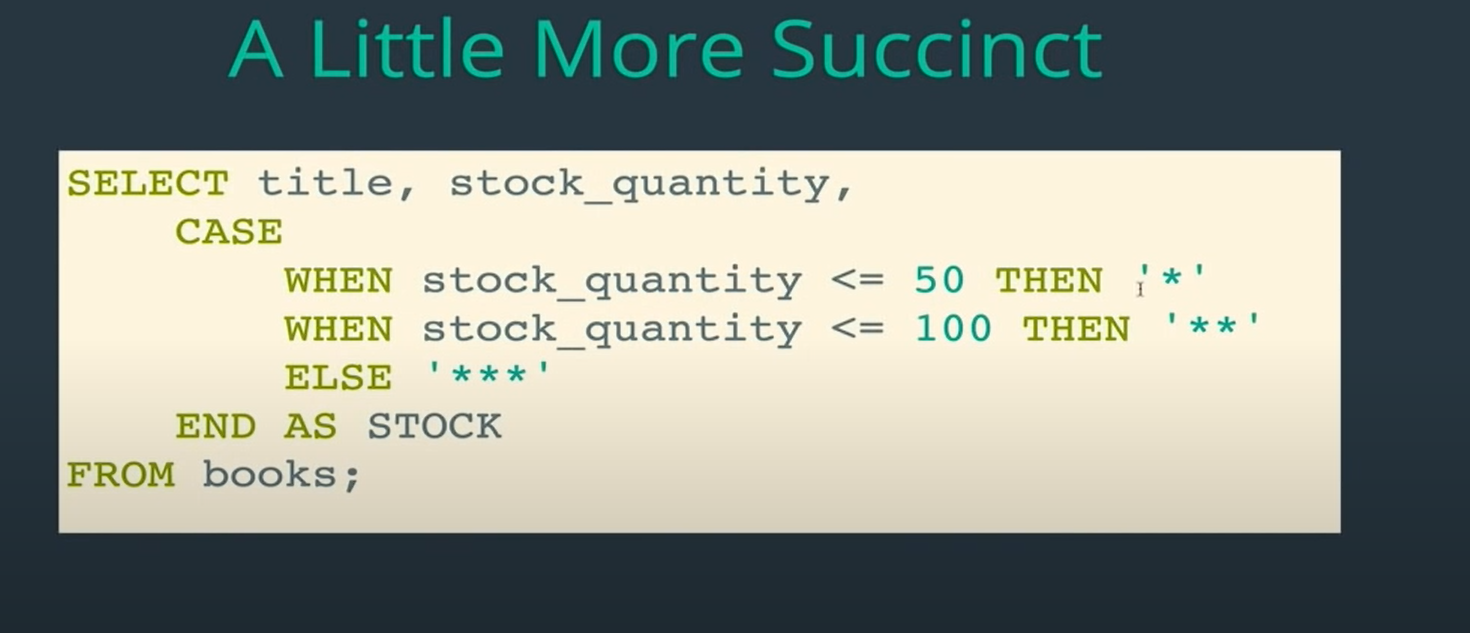 A Little More Succinct
SELECT title, stock_quantity,
    CASE
        WHEN stock_quantity <= 50 THEN '*'
        WHEN stock_quantity <= 100 THEN '**'
        ELSE '***'
    END AS STOCK
FROM books;